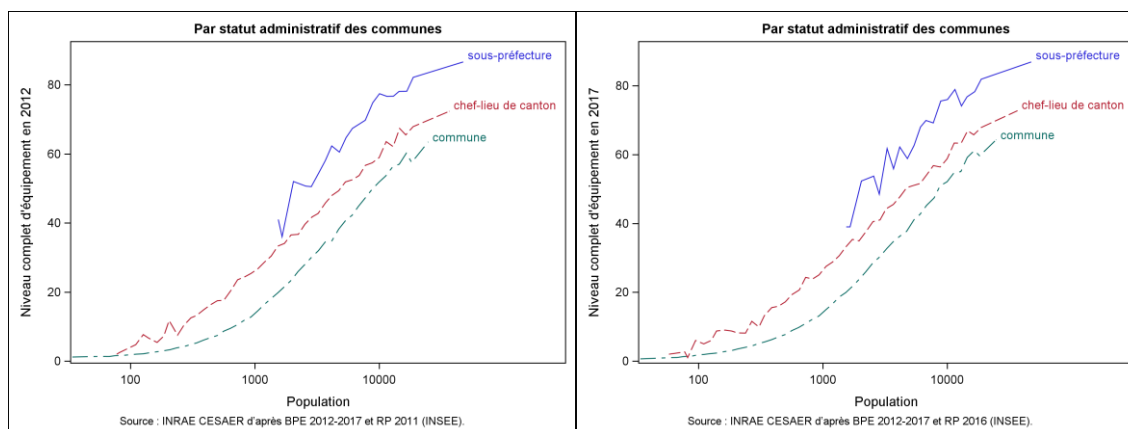 Par statut administratif des communes
Niveau complet d'équipement en 2012
80
60
40
20
0
sous-préfecture
chef-lieu de canton
commune
100
1000
10000
Population
Source : INRAE CESAER d'après BPE 2012-2017 et RP 2011 (INSEE).
Par statut administratif des communes
Niveau complet d'équipement en 2017
80
60
40
20
0
sous-préfecture
chef-lieu de canton
commune
100
1000
10000
Population
Source : INRAE CESAER d'après BPE 2012-2017 et RP 2016 (INSEE).